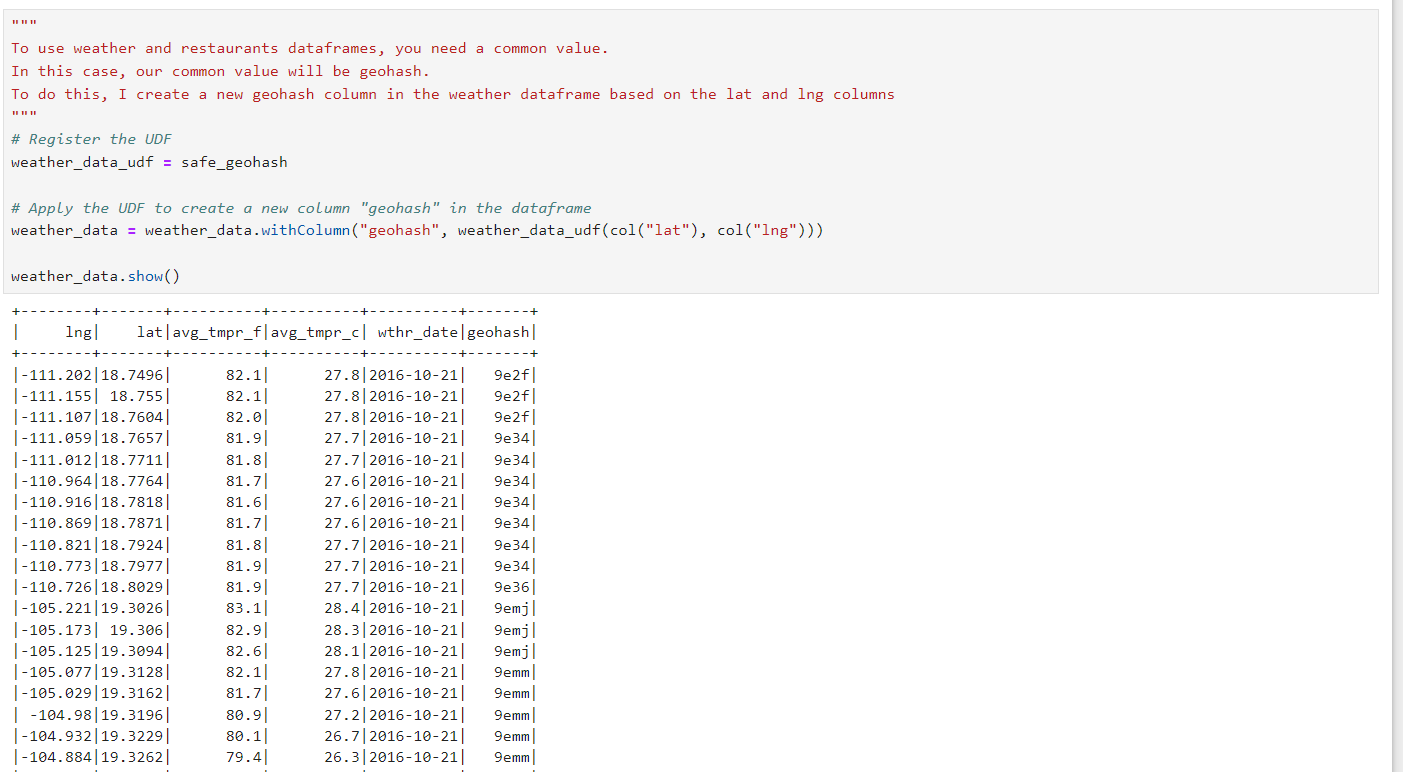 """
To use weather and restaurants dataframes, you need a common value.
In this case, our common value will be geohash.
To do this, I create a new geohash column in the weather dataframe based on the lat and lng columns
"""
# Register the UDF
weather_data_udf = safe_geohash
# Apply the UDF to create a new column "geohash" in the dataframe
weather_data = weather_data.withColumn("geohash", weather_data_udf(col("lat"), col("lng")))
weather_data.show()
+--------+-------+----------+----------+----------+-------+
|     lng|    lat|avg_tmpr_f|avg_tmpr_c| wthr_date|geohash|
+--------+-------+----------+----------+----------+-------+
|-111.202|18.7496|      82.1|      27.8|2016-10-21|   9e2f|
|-111.155| 18.755|      82.1|      27.8|2016-10-21|   9e2f|
|-111.107|18.7604|      82.0|      27.8|2016-10-21|   9e2f|
|-111.059|18.7657|      81.9|      27.7|2016-10-21|   9e34|
|-111.012|18.7711|      81.8|      27.7|2016-10-21|   9e34|
|-110.964|18.7764|      81.7|      27.6|2016-10-21|   9e34|
|-110.916|18.7818|      81.6|      27.6|2016-10-21|   9e34|
|-110.869|18.7871|      81.7|      27.6|2016-10-21|   9e34|
|-110.821|18.7924|      81.8|      27.7|2016-10-21|   9e34|
|-110.773|18.7977|      81.9|      27.7|2016-10-21|   9e34|
|-110.726|18.8029|      81.9|      27.7|2016-10-21|   9e36|
|-105.221|19.3026|      83.1|      28.4|2016-10-21|   9emj|
|-105.173| 19.306|      82.9|      28.3|2016-10-21|   9emj|
|-105.125|19.3094|      82.6|      28.1|2016-10-21|   9emj|
|-105.077|19.3128|      82.1|      27.8|2016-10-21|   9emm|
|-105.029|19.3162|      81.7|      27.6|2016-10-21|   9emm|
| -104.98|19.3196|      80.9|      27.2|2016-10-21|   9emm|
|-104.932|19.3229|      80.1|      26.7|2016-10-21|   9emm|
|-104.884|19.3262|      79.4|      26.3|2016-10-21|   9emm|